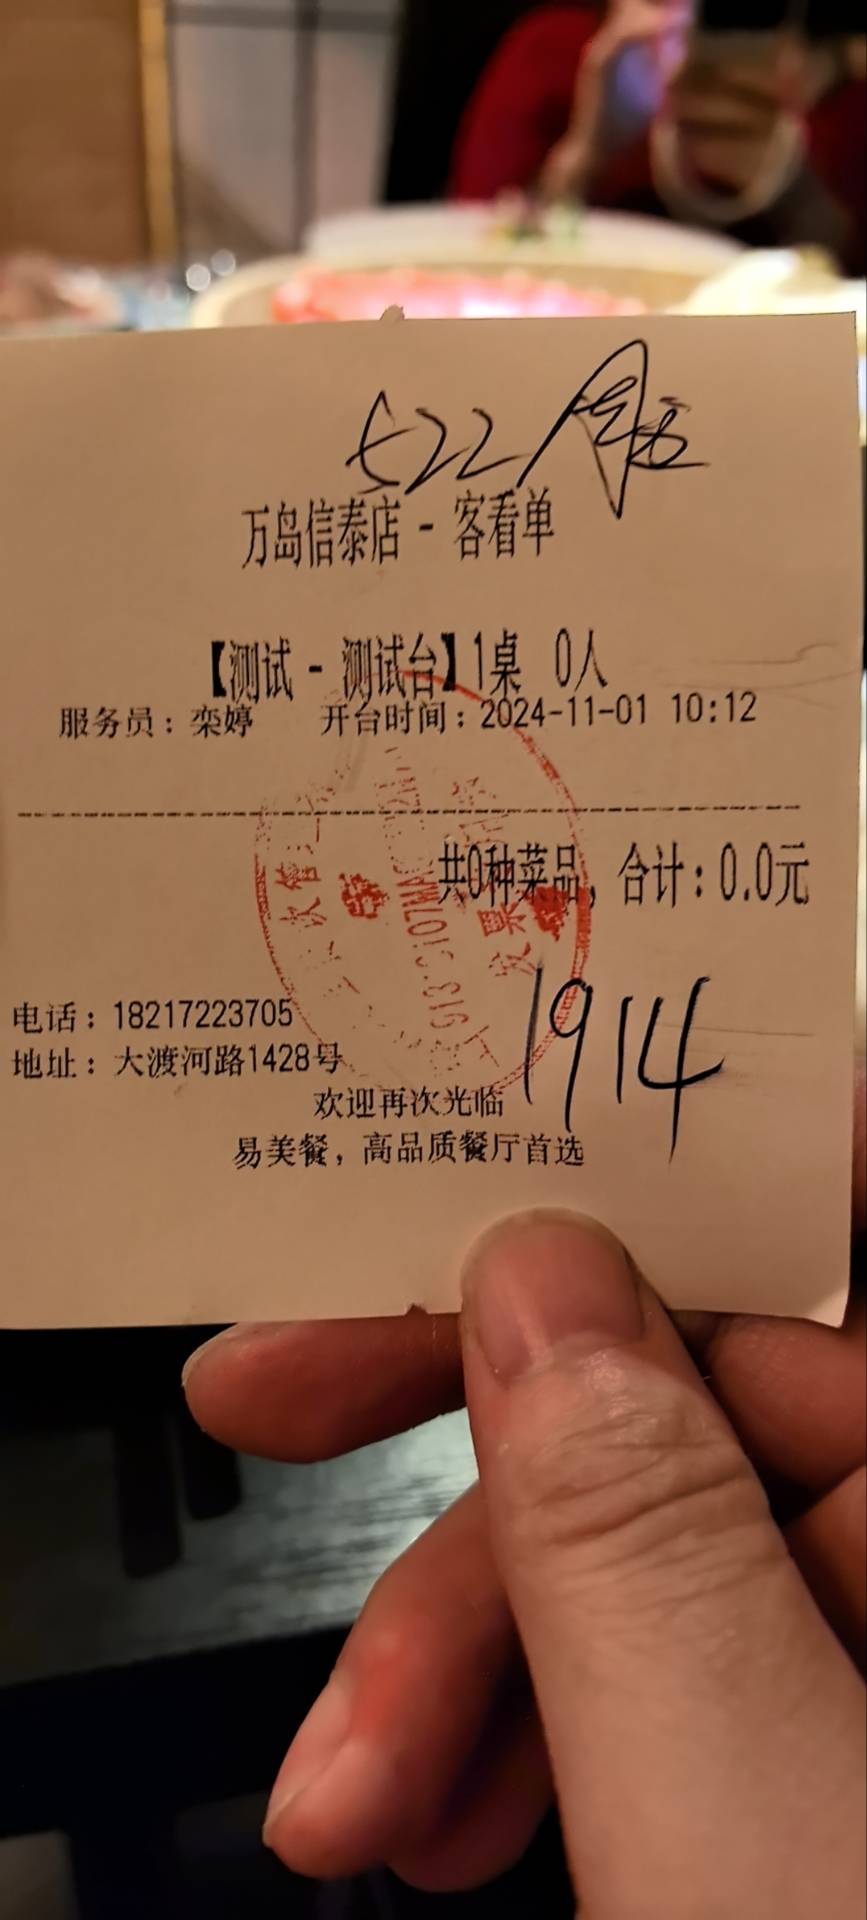 522
万岛信泰店 - 客看单
【测试 - 测试台】1桌 0人
服务员：栾婷 开台时间：2024-11-01 10:12
共0种菜品，合计：0.0元
1914
电话：18217223705
地址：大渡河路1428号
欢迎再次光临
易美餐，高品质餐厅首选